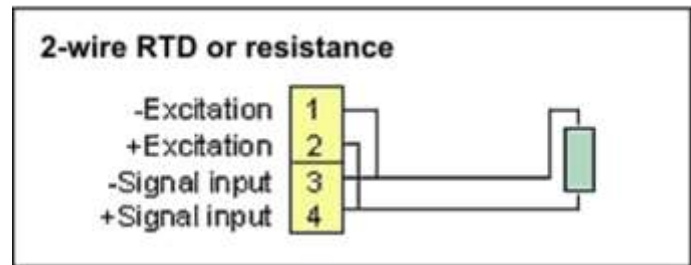 2-wire RTD or resistance
-Excitation 1
+Excitation 2
-Signal input 3
+Signal input 4